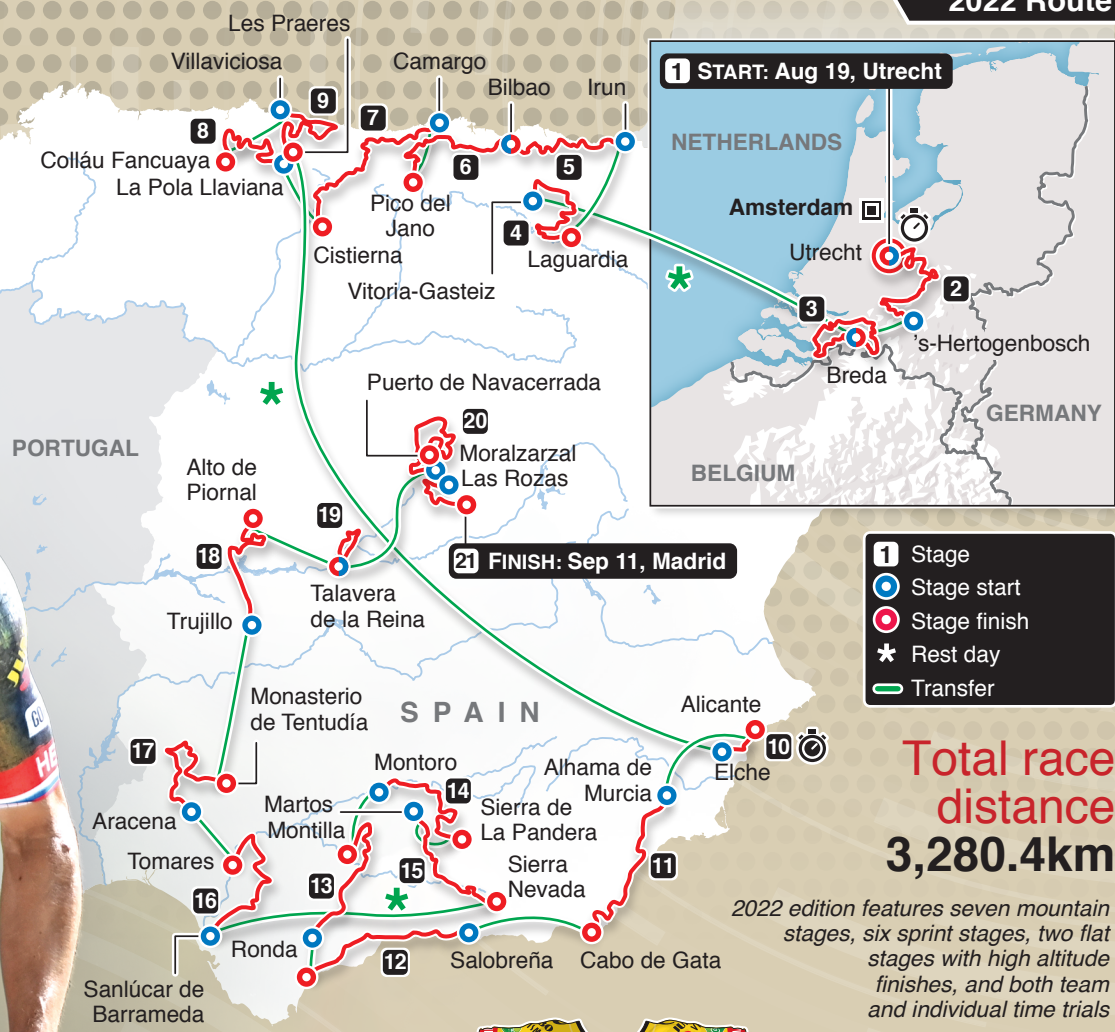 2022 Route
Les Praeres
Villaviciosa
Camargo
Bilbao
Irun
9
8
7
6
5
Colláu Fancuaya
La Pola Llaviana
Pico del
Jano
Cistierna
4
Laguardia
Vitoria-Gasteiz
*
1 START: Aug 19, Utrecht
NETHERLANDS
Amsterdam
Utrecht
2
3
's-Hertogenbosch
Breda
GERMANY
BELGIUM
*
PORTUGAL
Puerto de Navacerrada
20
Moralzarzal
Las Rozas
Alto de
Piornal
19
18
21 FINISH: Sep 11, Madrid
Talavera
de la Reina
Trujillo
1 Stage
Stage start
Stage finish
* Rest day
Transfer
Monasterio
de Tentudía
SPAIN
Alicante
10
Elche
17
Montoro
14
Alhama de
Murcia
Martos
Montilla
Sierra de
La Pandera
Aracena
Tomares
15
Sierra
Nevada
11
13
16
*
Ronda
12
Salobreña
Cabo de Gata
Sanlúcar de
Barrameda
Total race
distance
3,280.4km
2022 edition features seven mountain
stages, six sprint stages, two flat
stages with high altitude
finishes, and both team
and individual time trials